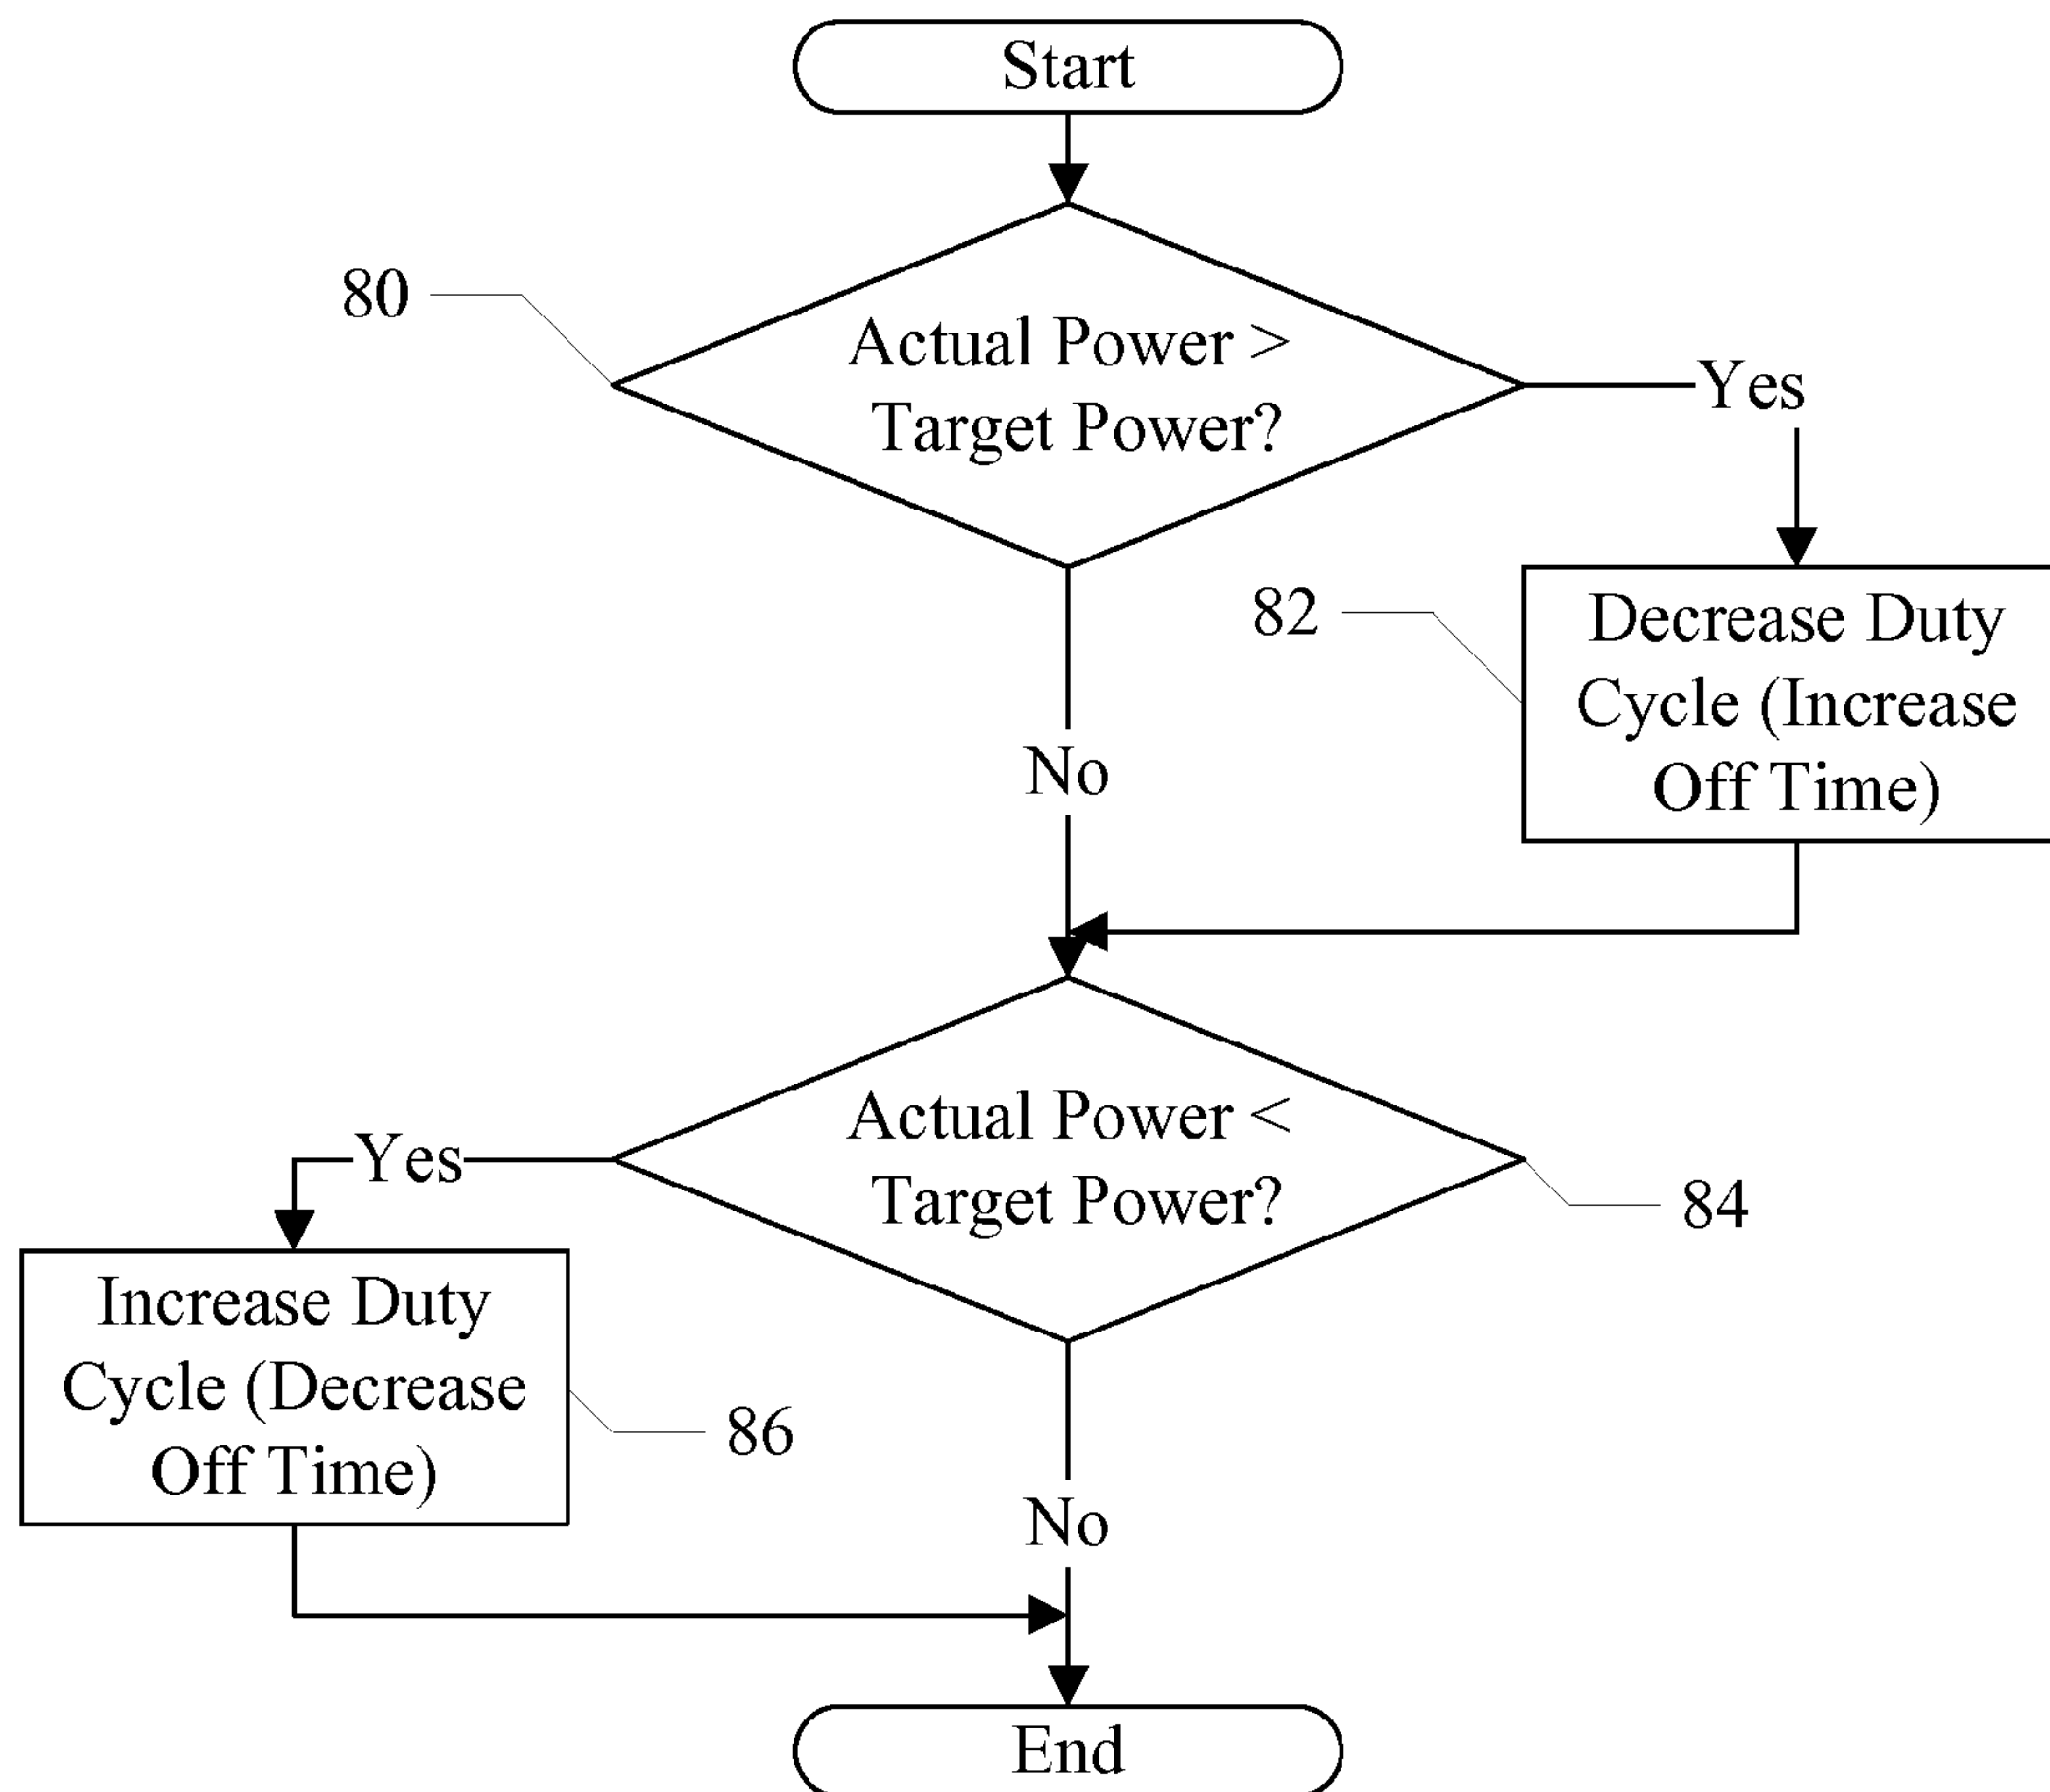 Start
80
Actual Power >
Target Power?
Yes
82
Decrease Duty
Cycle (Increase
Off Time)
No
Actual Power <
Target Power?
Yes
84
Increase Duty
Cycle (Decrease
Off Time)
86
No
End